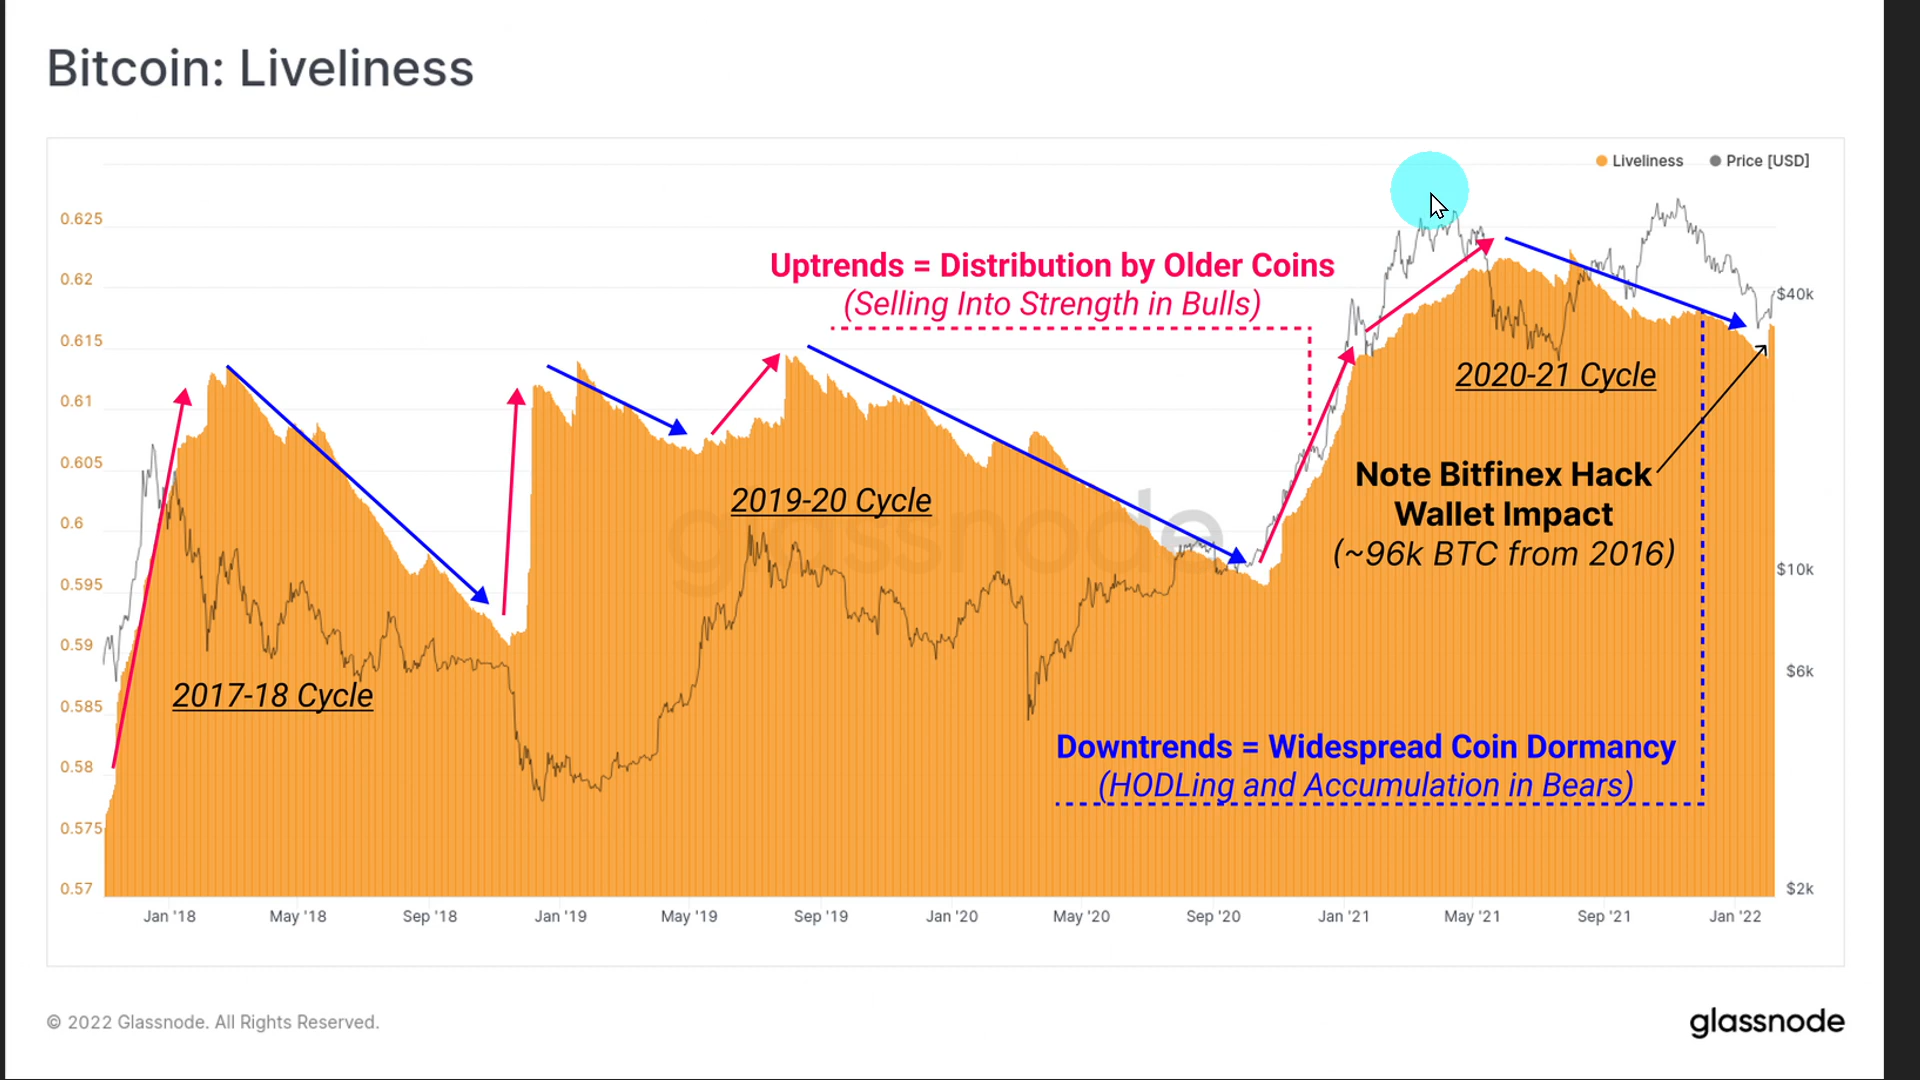 Bitcoin: Liveliness
Liveliness
Price [USD]
0.625
0.62
0.615
0.61
0.605
0.6
0.595
0.59
0.585
0.58
0.575
0.57
Uptrends = Distribution by Older Coins
(Selling Into Strength in Bulls)
2020-21 Cycle
2019-20 Cycle
2017-18 Cycle
Note Bitfinex Hack
Wallet Impact
(~96k BTC from 2016)
glassnode
Downtrends = Widespread Coin Dormancy
(HODLing and Accumulation in Bears)
$40k
$10k
$6k
$2k
Jan '18
May '18
Sep '18
Jan '19
May '19
Sep '19
Jan '20
May '20
Sep '20
Jan '21
May '21
Sep '21
Jan '22
© 2022 Glassnode. All Rights Reserved.
glassnode